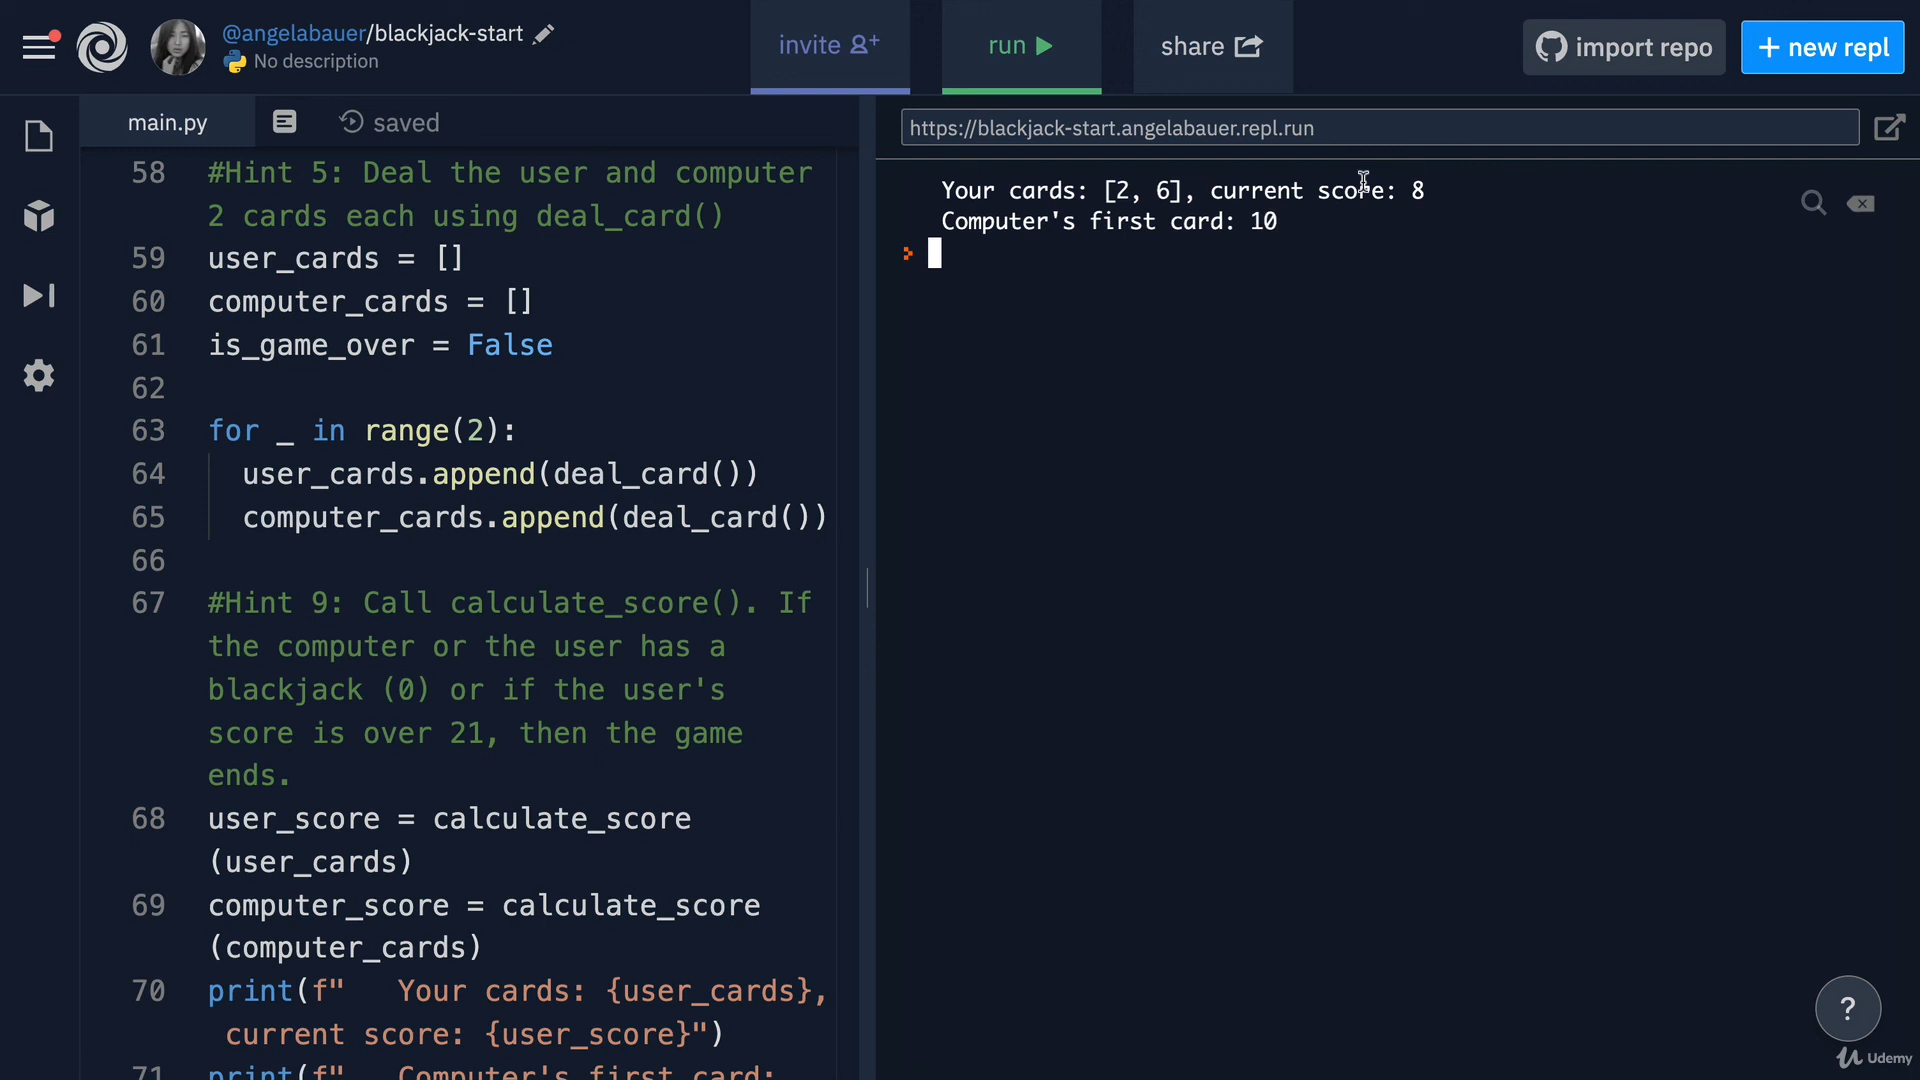 @angelabauer/blackjack-start
No description
invite
run
share
import repo
+ new repl
main.py
saved
https://blackjack-start.angelabauer.repl.run
58 #Hint 5: Deal the user and computer
2 cards each using deal_card()
59 user_cards = []
60 computer_cards = []
61 is_game_over = False
62
63 for _ in range(2):
64 user_cards.append(deal_card())
65 computer_cards.append(deal_card())
66
67 #Hint 9: Call calculate_score(). If
the computer or the user has a
blackjack (0) or if the user's
score is over 21, then the game
ends.
68 user_score = calculate_score
(user_cards)
69 computer_score = calculate_score
(computer_cards)
70 print(f"   Your cards: {user_cards},
current score: {user_score}")
71 print(f"   Computer's first card:
Your cards: [2, 6], current score: 8
Computer's first card: 10
?
Udemy